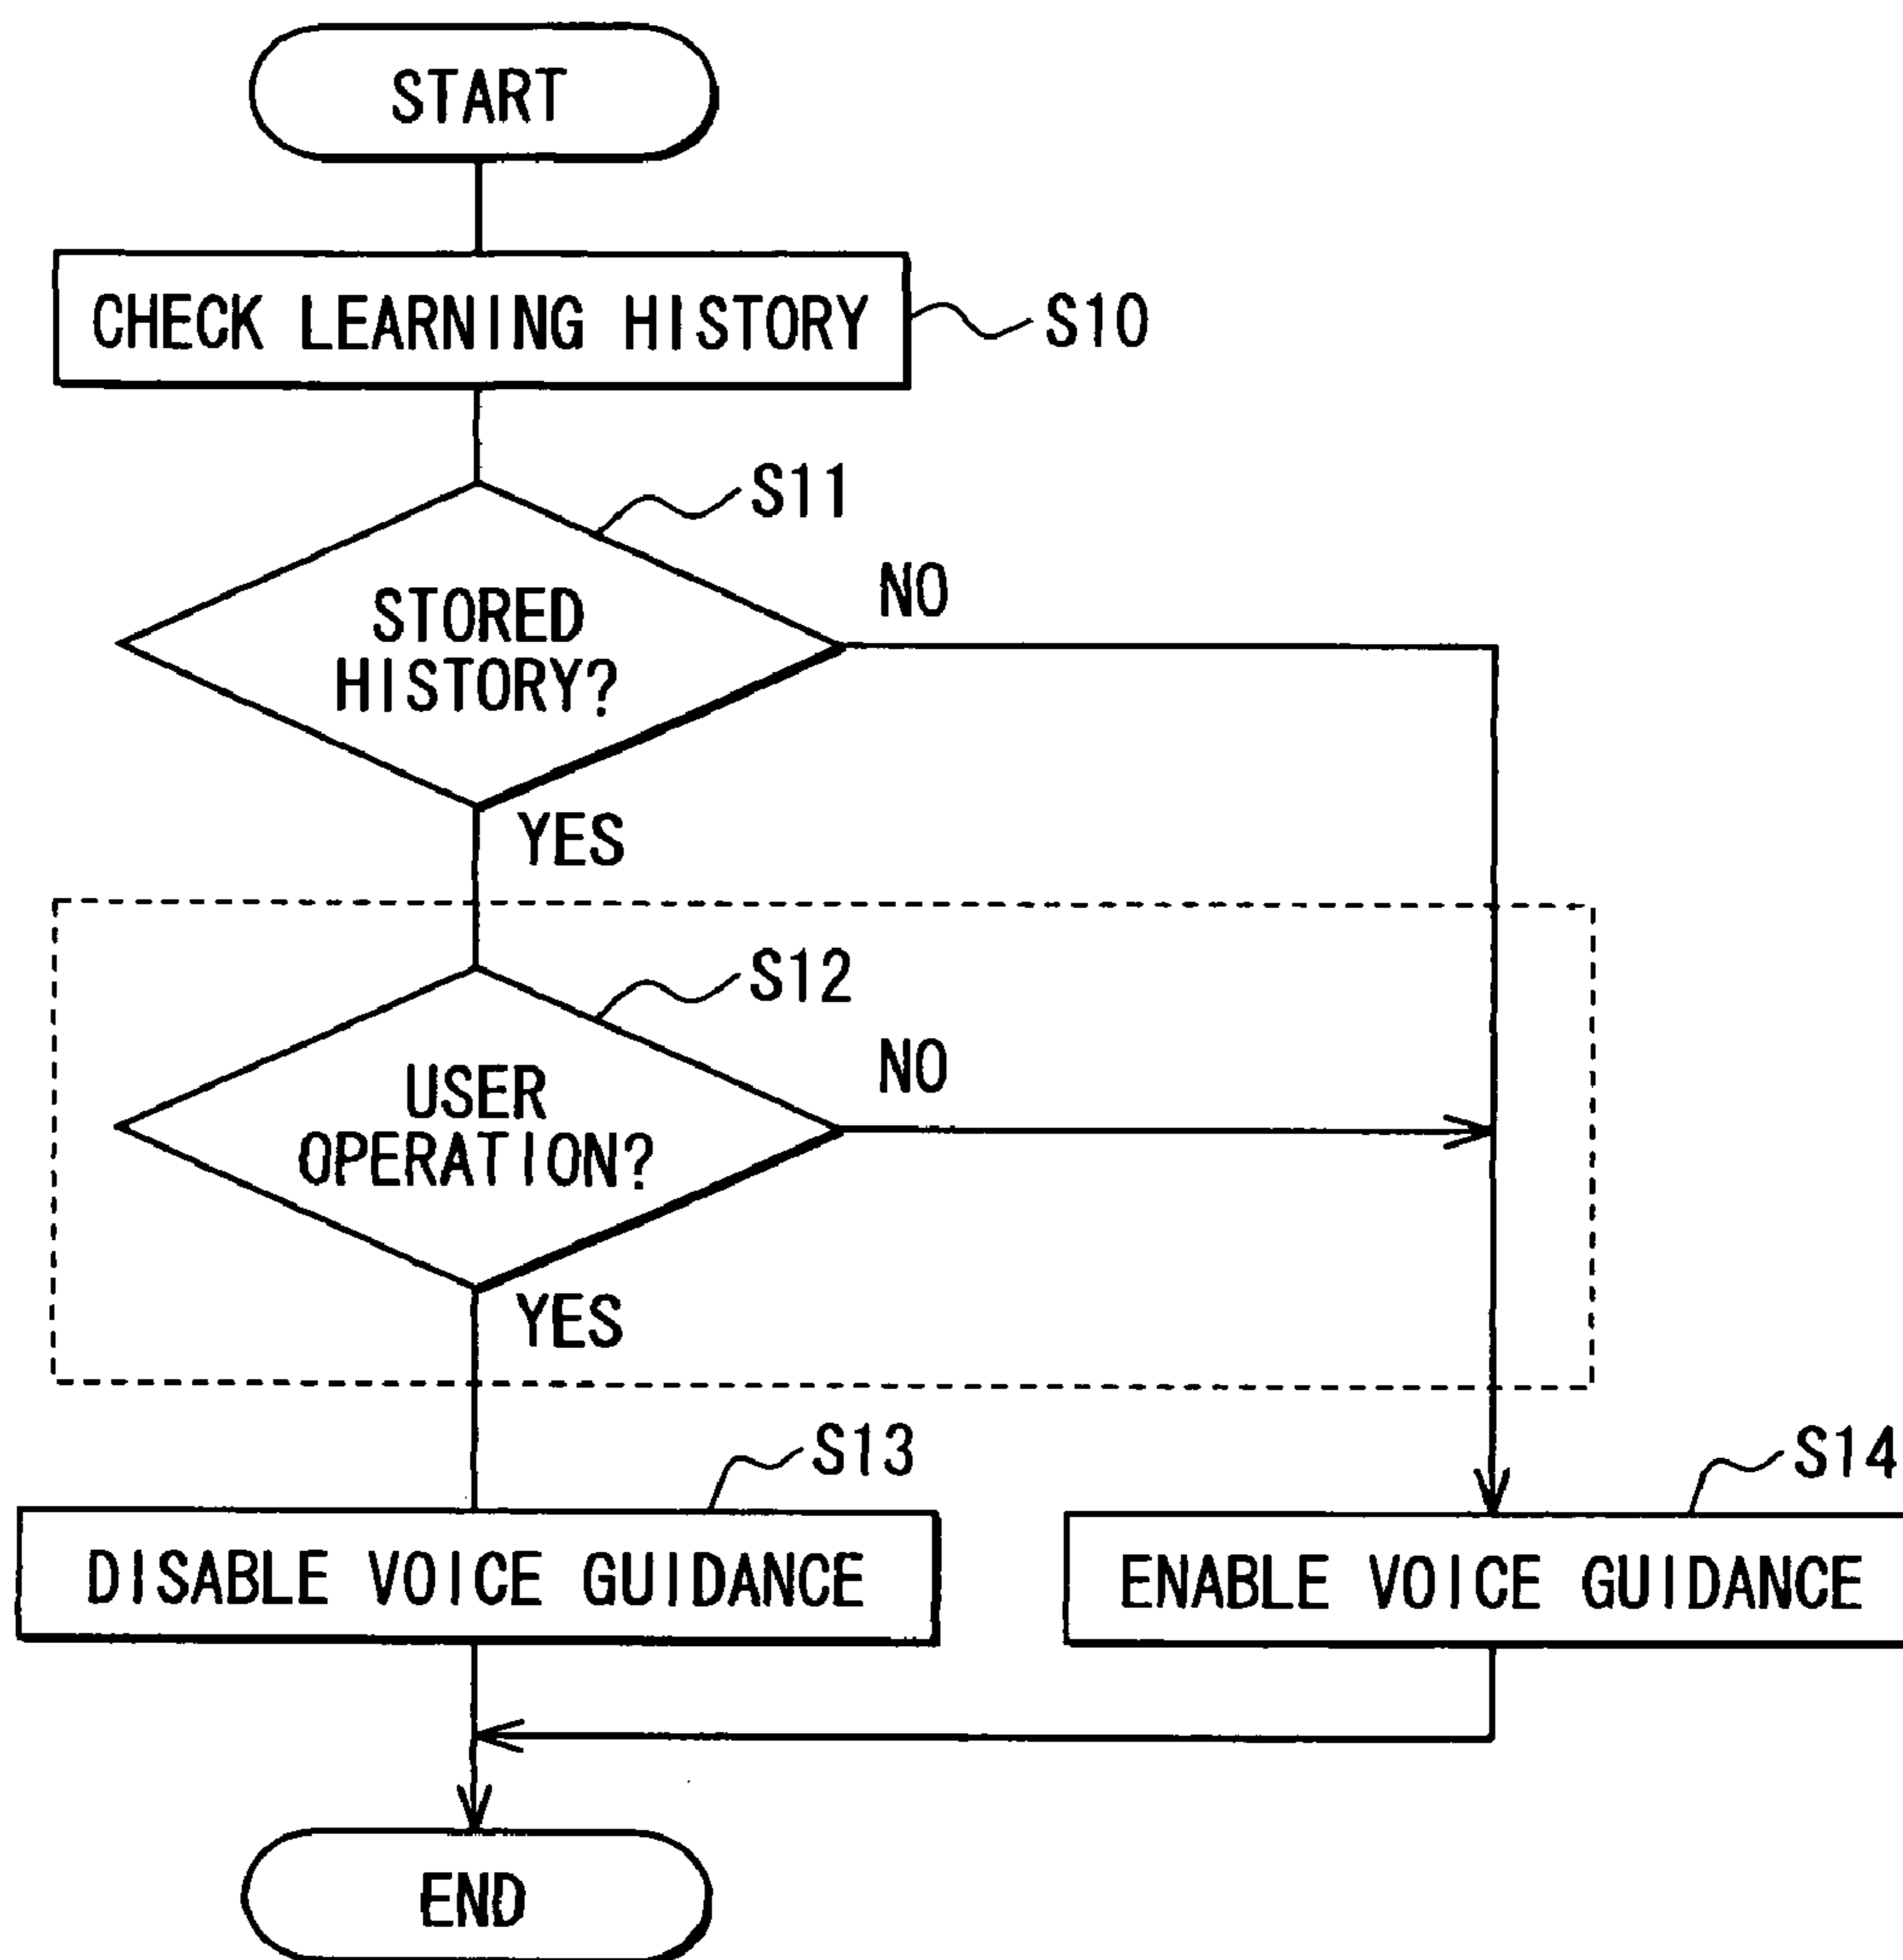 START
CHECK LEARNING HISTORY
S10
S11
STORED
HISTORY?
NO
YES
S12
USER
OPERATION?
NO
YES
S13
DISABLE VOICE GUIDANCE
S14
ENABLE VOICE GUIDANCE
END